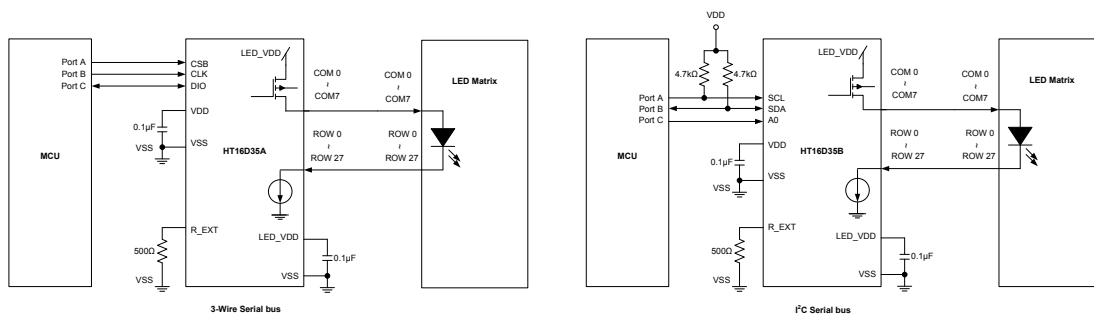 MCU
Port A
Port B
Port C
CSB
CLK
DIO
VDD
0.1μF
VSS
VSS
HT16D35A
LED_VDD
COM 0
~
COM7
COM 0
~
COM7
ROW 0
~
ROW 27
ROW 0
~
ROW 27
LED Matrix
R_EXT
500Ω
VSS
LED_VDD
0.1μF
VSS
3-Wire Serial bus
VDD
4.7kΩ
4.7kΩ
MCU
Port A
Port B
Port C
SCL
SDA
A0
VDD
0.1μF
VSS
VSS
HT16D35B
LED_VDD
COM 0
~
COM7
COM 0
~
COM7
ROW 0
~
ROW 27
ROW 0
~
ROW 27
LED Matrix
R_EXT
500Ω
VSS
LED_VDD
0.1μF
VSS
I²C Serial bus